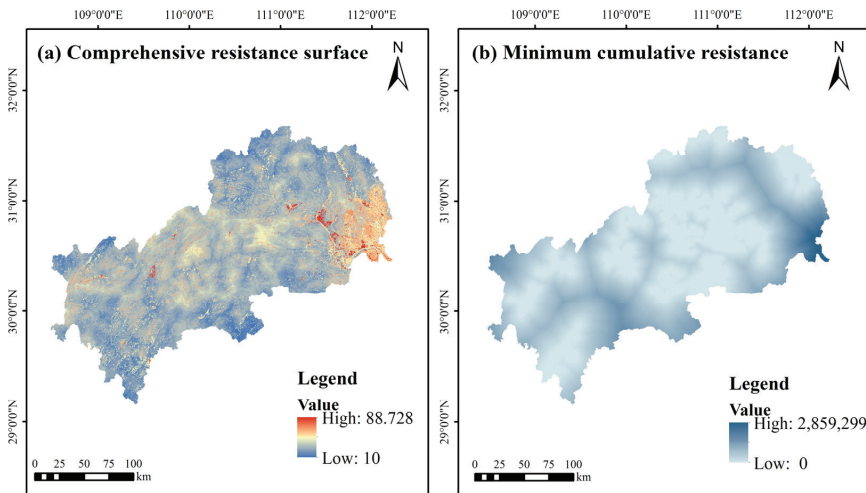 109°0'0"E 110°0'0"E 111°0'0"E 112°0'0"E
(a) Comprehensive resistance surface
N
32°0'0"N
31°0'0"N
30°0'0"N
29°0'0"N
Legend
Value
High: 88.728
Low: 10
0 25 50 75 100
km
109°0'0"E 110°0'0"E 111°0'0"E 112°0'0"E
(b) Minimum cumulative resistance
N
32°0'0"N
31°0'0"N
30°0'0"N
29°0'0"N
Legend
Value
High: 2,859,299
Low: 0
0 25 50 75 100
km